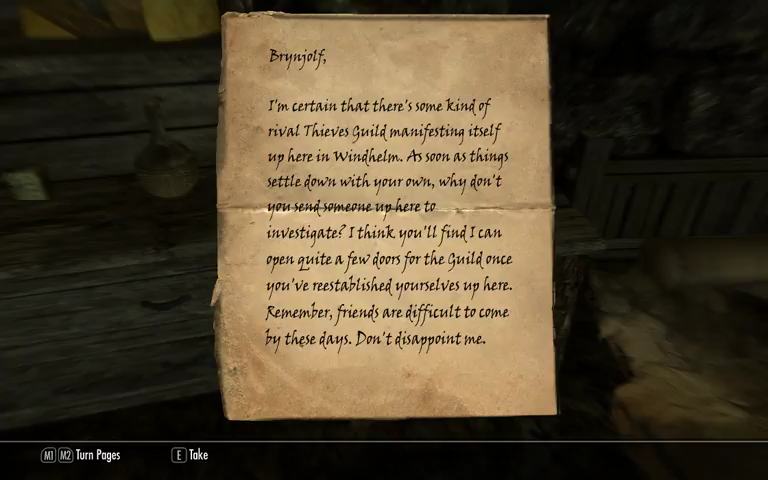 Brynjolf,
I'm certain that there's some kind of
rival Thieves Guild manifesting itself
up here in Windhelm. As soon as things
settle down with your own, why don't
you send someone up here to
investigate? I think you'll find I can
open quite a few doors for the Guild once
you've reestablished yourselves up here.
Remember, friends are difficult to come
by these days. Don't disappoint me.
M1 M2 Turn Pages E Take